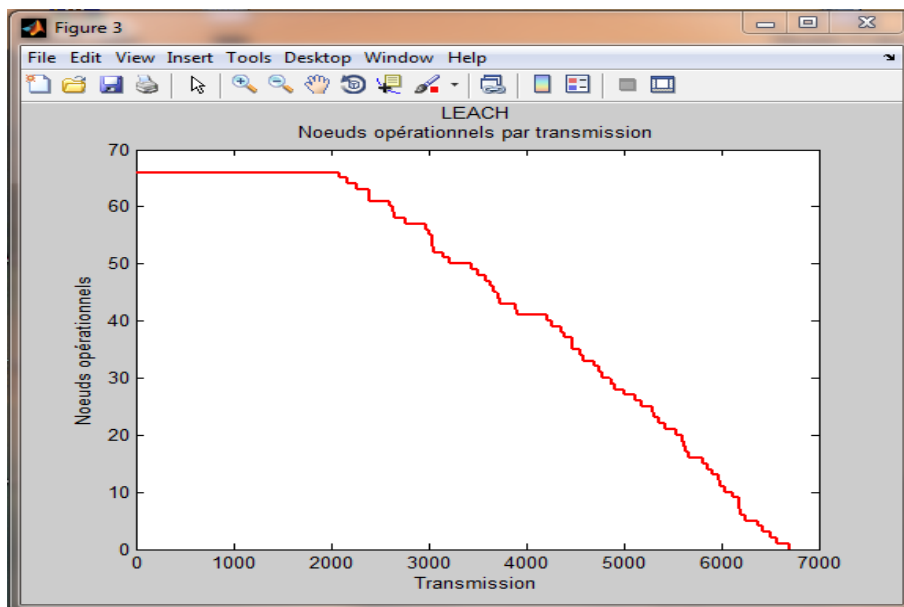 Figure 3
File Edit View Insert Tools Desktop Window Help
LEACH
Noeuds opérationnels par transmission
70
60
50
40
30
20
10
0
Noeuds opérationnels
0 1000 2000 3000 4000 5000 6000 7000
Transmission